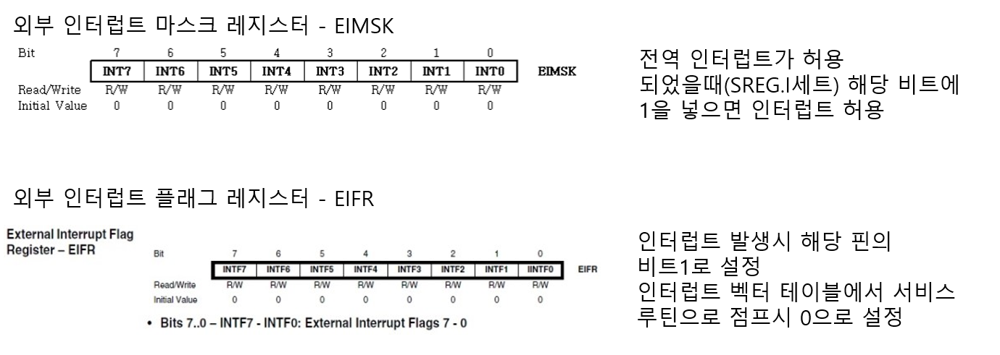 외부 인터럽트 마스크 레지스터 - EIMSK
Bit 7 6 5 4 3 2 1 0
INT7 INT6 INT5 INT4 INT3 INT2 INT1 INT0 EIMSK
Read/Write R/W R/W R/W R/W R/W R/W R/W R/W
Initial Value 0 0 0 0 0 0 0 0
전역 인터럽트가 허용
되었을때(SREG.I세트) 해당 비트에
1을 넣으면 인터럽트 허용
외부 인터럽트 플래그 레지스터 - EIFR
External Interrupt Flag
Register – EIFR
Bit 7 6 5 4 3 2 1 0
INTF7 INTF6 INTF5 INTF4 INTF3 INTF2 INTF1 IINTF0 EIFR
Read/Write R/W R/W R/W R/W R/W R/W R/W R/W
Initial Value 0 0 0 0 0 0 0 0
• Bits 7..0 – INTF7 - INTF0: External Interrupt Flags 7 - 0
인터럽트 발생시 해당 핀의
비트1로 설정
인터럽트 벡터 테이블에서 서비스
루틴으로 점프시 0으로 설정